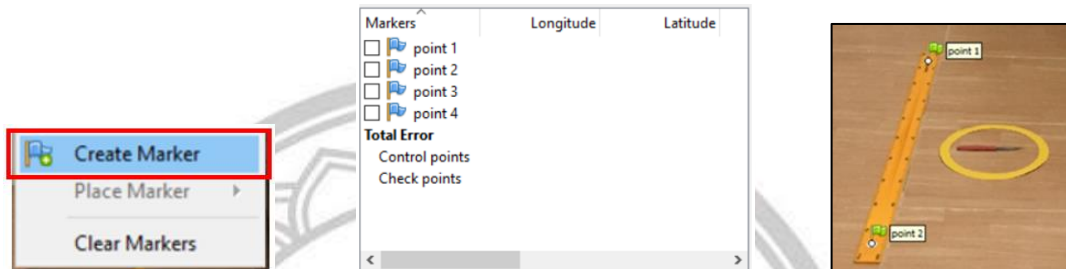 Create Marker
Place Marker
Clear Markers
Markers Longitude Latitude
point 1
point 2
point 3
point 4
Total Error
Control points
Check points
point 1
point 2